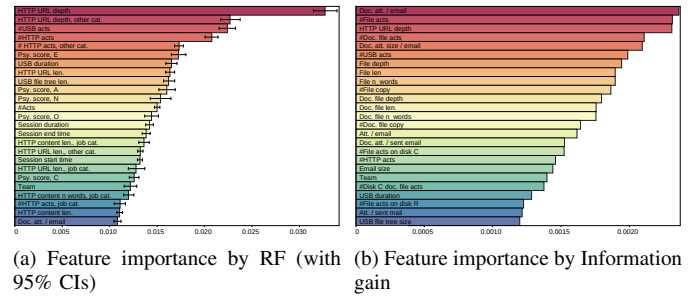 HTTP URL depth
HTTP URL depth, other cat.
#USB acts
#HTTP acts
# HTTP acts, other cat.
Psy. score, E
USB duration
HTTP URL len.
USB file tree len.
Psy. score, A
Psy. score, N
#Acts
Psy. score, O
Session duration
Session end time
HTTP content len., job cat.
HTTP URL len., other cat.
Session start time
HTTP URL len., job cat.
Psy. score, C
Team
HTTP content n words, job cat.
#HTTP acts, job cat.
HTTP content len.
Doc. att. / email
0.000 0.005 0.010 0.015 0.020 0.025 0.030
(a) Feature importance by RF (with
95% CIs)
Doc. att. / email
#File acts
HTTP URL depth
#Doc. file acts
Doc. att. size / email
#USB acts
File depth
File len
File n_words
#File copy
Doc. file depth
Doc. file len.
Doc. file n_words
#Doc. file copy
Att. / email
Doc. att. / sent email
#File acts on disk C
#HTTP acts
Email size
Team
#Disk C doc. file acts
USB duration
#File acts on disk R
Att. / sent mail
USB file tree size
0.0000 0.0005 0.0010 0.0015 0.0020
(b) Feature importance by Information
gain